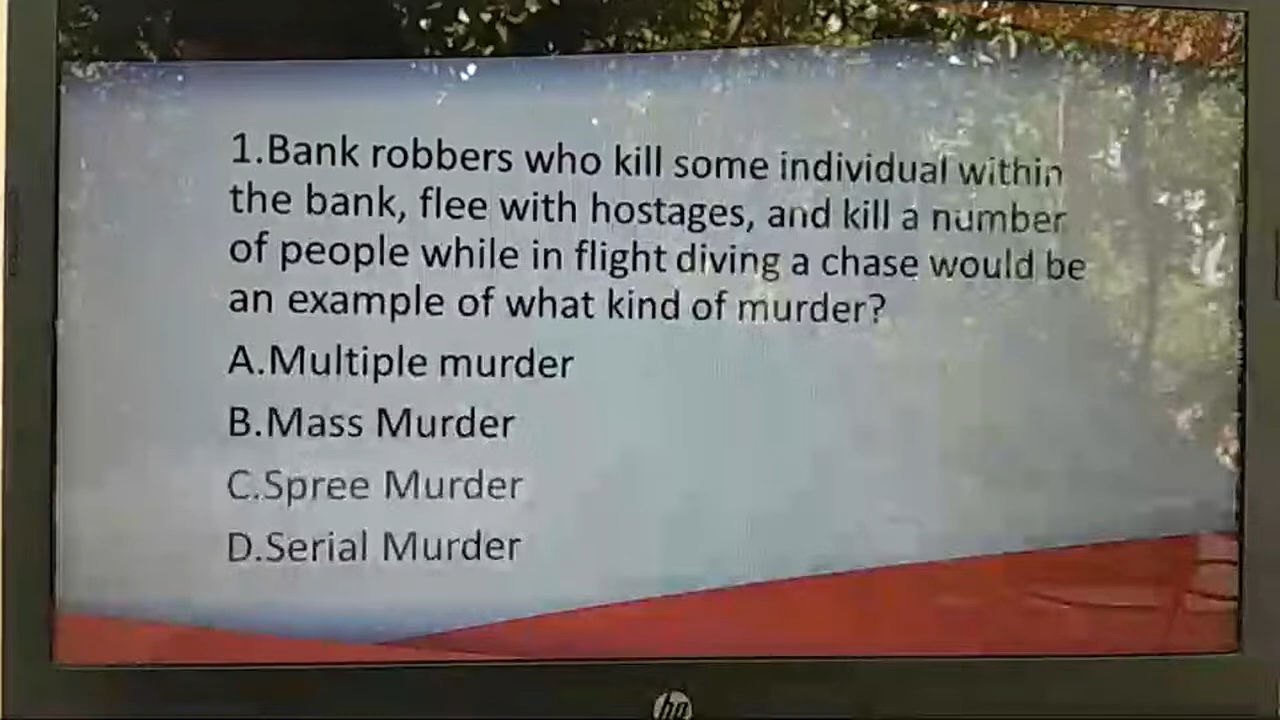 1.Bank robbers who kill some individual within
the bank, flee with hostages, and kill a number
of people while in flight diving a chase would be
an example of what kind of murder?
A.Multiple murder
B.Mass Murder
C.Spree Murder
D.Serial Murder
hp